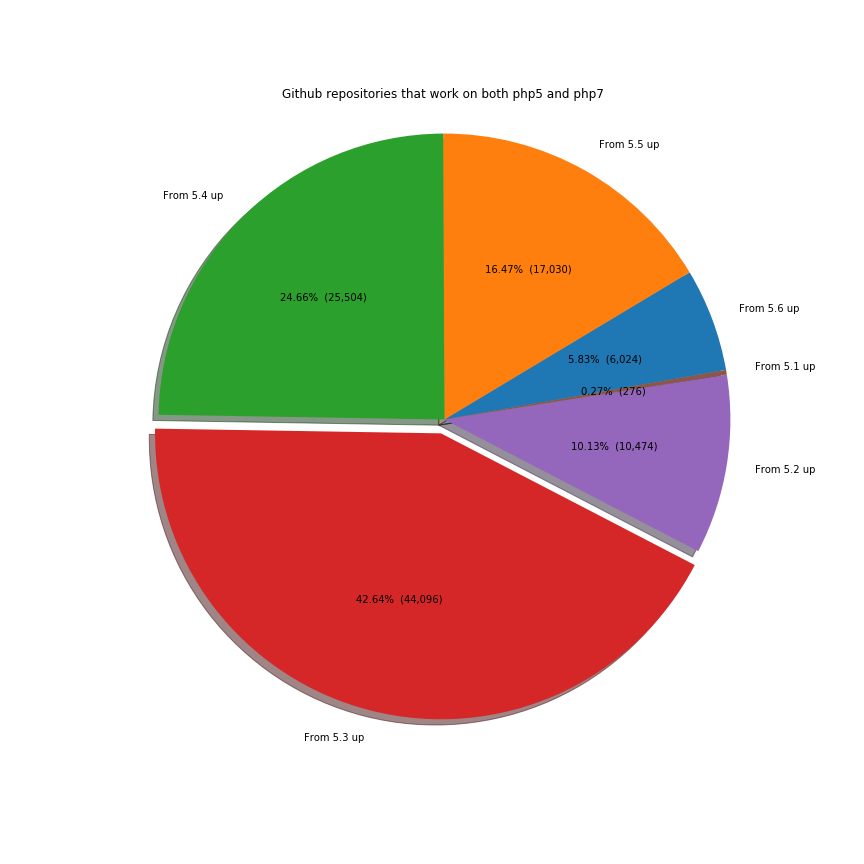 Github repositories that work on both php5 and php7
From 5.5 up
From 5.4 up
16.47%  (17,030)
24.66%  (25,504)
From 5.6 up
5.83%  (6,024)
From 5.1 up
0.27%  (276)
10.13%  (10,474)
From 5.2 up
42.64%  (44,096)
From 5.3 up